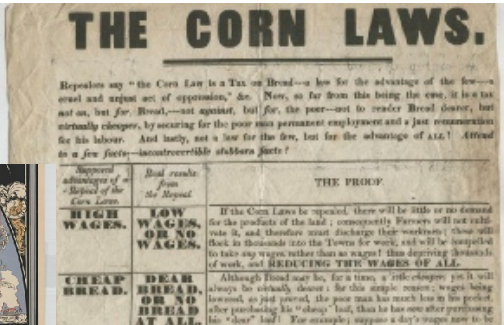 THE CORN LAWS.
Repealers say "the Corn Law is a Tax on Bread—a law for the advantage of the few—a
cruel and unjust act of oppression," &c. Now, so far from this being the case, it is a tax
not on, but for Bread,—not against, but for, the poor—not to render Bread dearer, but
virtually cheaper, by securing for the poor man permanent employment and a just remuneration
for his labour. And lastly, not a law for the few, but for the advantage of ALL! Attend
to a few facts—incontrovertible stubborn facts!
Supposed
advantages of a
Repeal of the
Corn Laws.
Real results
from
the Repeal.
THE PROOF.
HIGH
WAGES.
LOW
WAGES,
OR NO
WAGES.
If the Corn Laws be repealed, there will be little or no demand
for the products of the land; consequently Farmers will not culti-
vate it, and therefore must discharge their workmen; these will
flock in thousands into the Towns for work, and will be compelled
to take any wages rather than no wages! thus depriving thousands
of work, and REDUCING THE WAGES OF ALL.
CHEAP
BREAD.
DEAR
BREAD,
OR NO
BREAD
AT ALL.
Although Bread may be, for a time, a little cheaper, yet it will
always be virtually dearer; for this simple reason; wages being
lowered, as just proved, the poor man has much less in his pocket,
after purchasing his "cheap" loaf, than he has now after purchasing
his "dear" loaf! For example; suppose a day's wages now to be